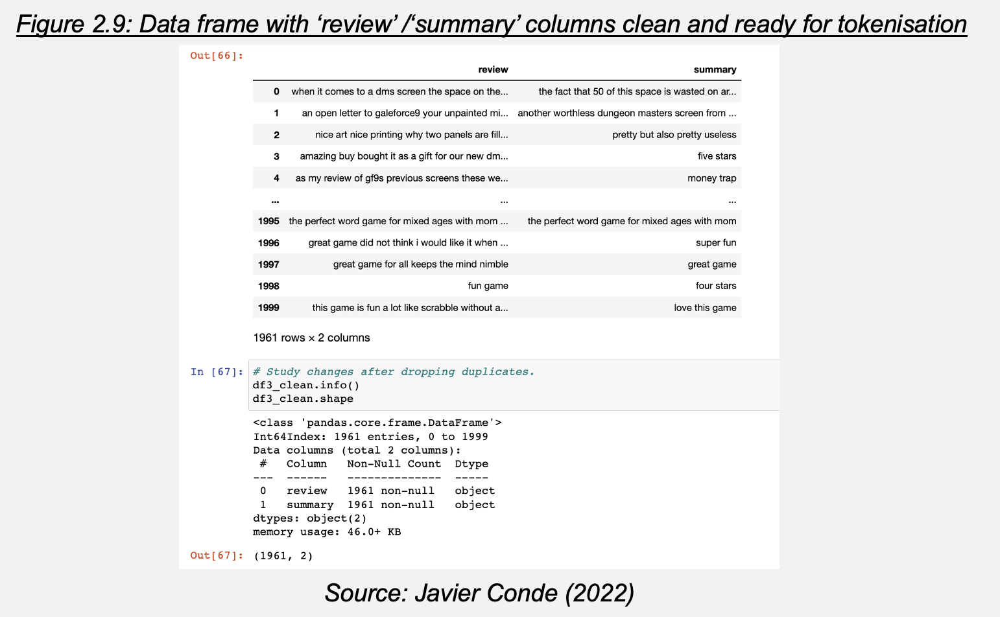 Figure 2.9: Data frame with ‘review’ /‘summary’ columns clean and ready for tokenisation
Out[66]:
review summary
0 when it comes to a dms screen the space on the... the fact that 50 of this space is wasted on ar...
1 an open letter to galeforce9 your unpainted mi... another worthless dungeon masters screen from ...
2 nice art nice printing why two panels are fill... pretty but also pretty useless
3 amazing buy bought it as a gift for our new dm... five stars
4 as my review of gf9s previous screens these we... money trap
... ... ...
1995 the perfect word game for mixed ages with mom ... the perfect word game for mixed ages with mom
1996 great game did not think i would like it when ... super fun
1997 great game for all keeps the mind nimble great game
1998 fun game four stars
1999 this game is fun a lot like scrabble without a... love this game
1961 rows × 2 columns
In [67]: # Study changes after dropping duplicates.
df3_clean.info()
df3_clean.shape
<class 'pandas.core.frame.DataFrame'>
Int64Index: 1961 entries, 0 to 1999
Data columns (total 2 columns):
# Column Non-Null Count Dtype
--- ------ -------------- -----
0 review 1961 non-null object
1 summary 1961 non-null object
dtypes: object(2)
memory usage: 46.0+ KB
Out[67]: (1961, 2)
Source: Javier Conde (2022)